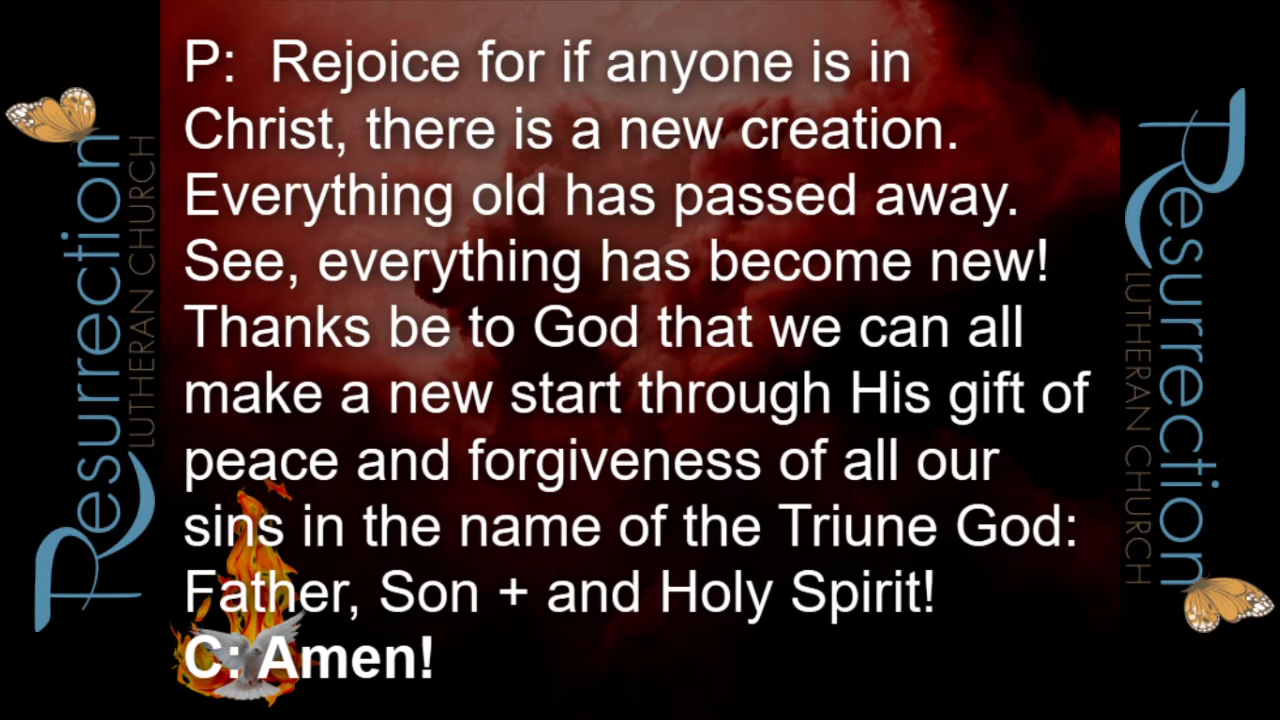 P: Rejoice for if anyone is in
Christ, there is a new creation.
Everything old has passed away.
See, everything has become new!
Thanks be to God that we can all
make a new start through His gift of
peace and forgiveness of all our
sins in the name of the Triune God:
Father, Son + and Holy Spirit!
C: Amen!
Resurrection
LUTHERAN CHURCH
Resurrection
LUTHERAN CHURCH